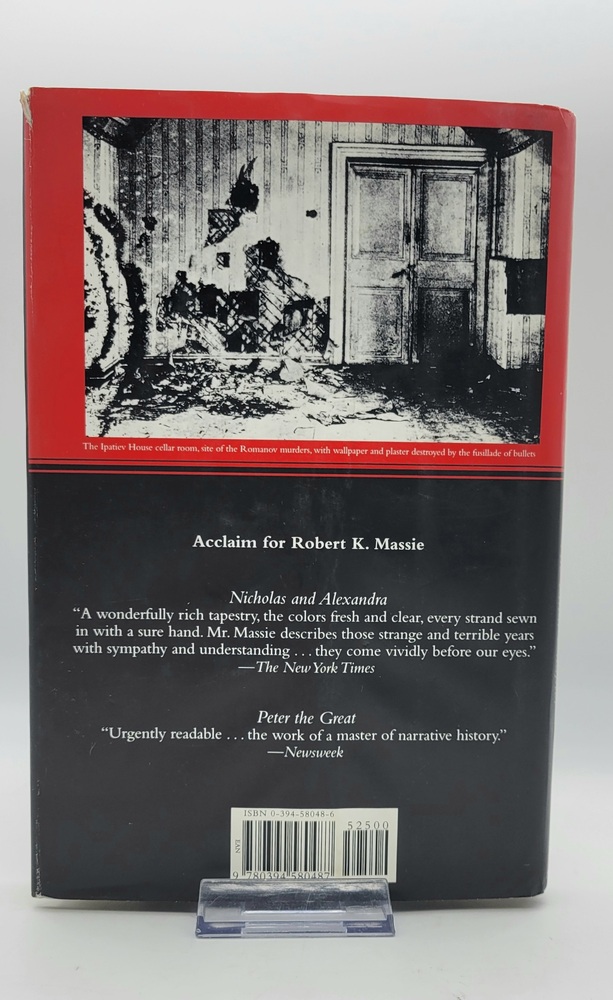 The Ipatiev House cellar room, site of the Romanov murders, with wallpaper and plaster destroyed by the fusillade of bullets
Acclaim for Robert K. Massie
Nicholas and Alexandra
“A wonderfully rich tapestry, the colors fresh and clear, every strand sewn
in with a sure hand. Mr. Massie describes those strange and terrible years
with sympathy and understanding . . . they come vividly before our eyes.”
—The New York Times
Peter the Great
“Urgently readable . . . the work of a master of narrative history.”
—Newsweek
ISBN 0-394-58048-6
52500
EAN
9 780394 580487